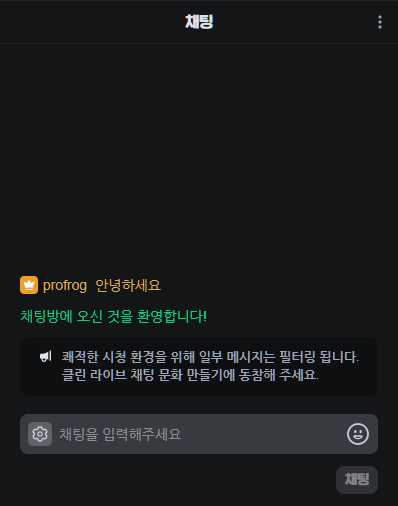 채팅
profrog 안녕하세요
채팅방에 오신 것을 환영합니다!
쾌적한 시청 환경을 위해 일부 메시지는 필터링 됩니다.
클린 라이브 채팅 문화 만들기에 동참해 주세요.
채팅을 입력해주세요
채팅